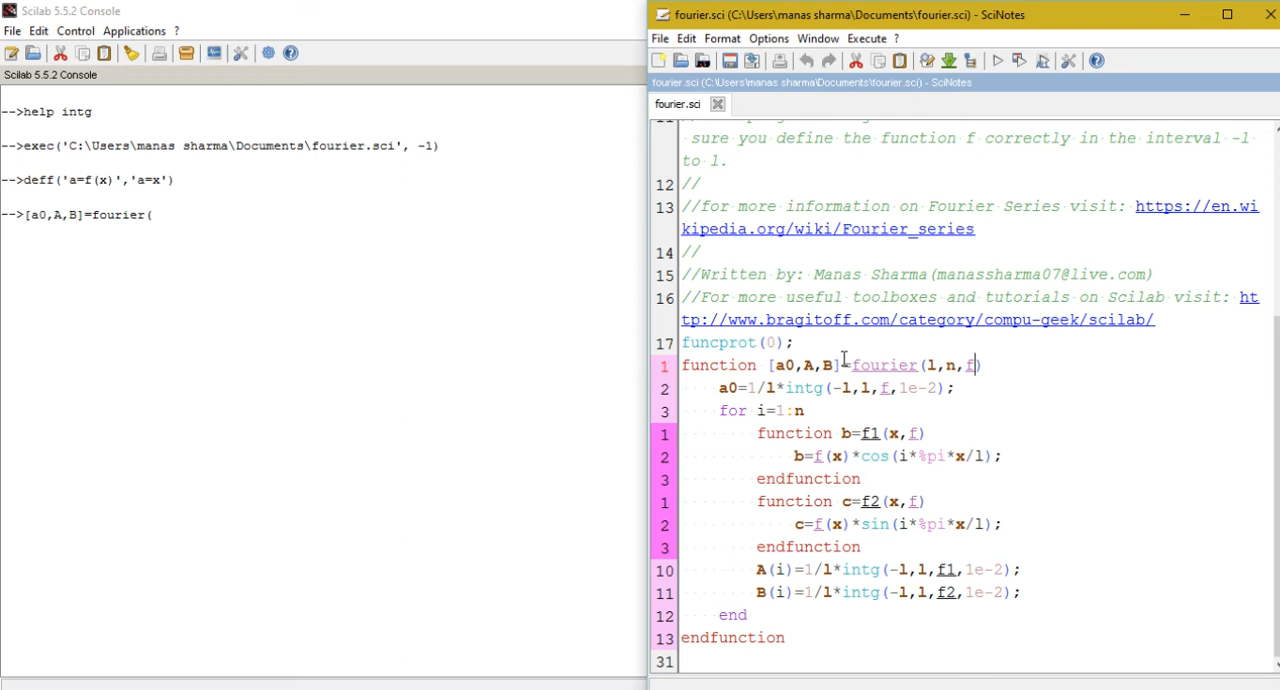 Scilab 5.5.2 Console
File Edit Control Applications ?
Scilab 5.5.2 Console
-->help intg
-->exec('C:\Users\manas sharma\Documents\fourier.sci', -1)
-->deff('a=f(x)','a=x')
-->[a0,A,B]=fourier(
fourier.sci (C:\Users\manas sharma\Documents\fourier.sci) - SciNotes
File Edit Format Options Window Execute ?
fourier.sci (C:\Users\manas sharma\Documents\fourier.sci) - SciNotes
fourier.sci
sure you define the function f correctly in the interval -l
to l.
12 //
13 //for more information on Fourier Series visit: https://en.wi
kipedia.org/wiki/Fourier_series
14 //
15 //Written by: Manas Sharma(manassharma07@live.com)
16 //For more useful toolboxes and tutorials on Scilab visit: ht
tp://www.bragitoff.com/category/compu-geek/scilab/
17 funcprot(0);
1 function [a0,A,B]=fourier(l,n,f)
2 a0=1/l*intg(-l,l,f,1e-2);
3 for i=1:n
1 function b=f1(x,f)
2 b=f(x)*cos(i*%pi*x/l);
3 endfunction
1 function c=f2(x,f)
2 c=f(x)*sin(i*%pi*x/l);
3 endfunction
10 A(i)=1/l*intg(-l,l,f1,1e-2);
11 B(i)=1/l*intg(-l,l,f2,1e-2);
12 end
13 endfunction
31